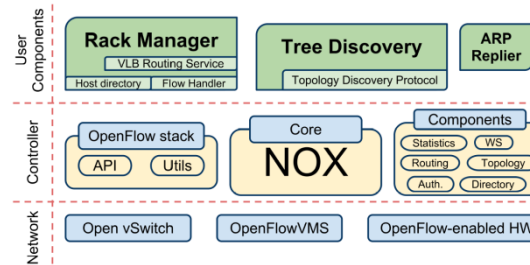 User
Components
Rack Manager
VLB Routing Service
Host directory
Flow Handler
Tree Discovery
Topology Discovery Protocol
ARP
Replier
Controller
OpenFlow stack
API
Utils
Core
NOX
Components
Statistics
WS
Routing
Topology
Auth.
Directory
Network
Open vSwitch
OpenFlowVMS
OpenFlow-enabled HW